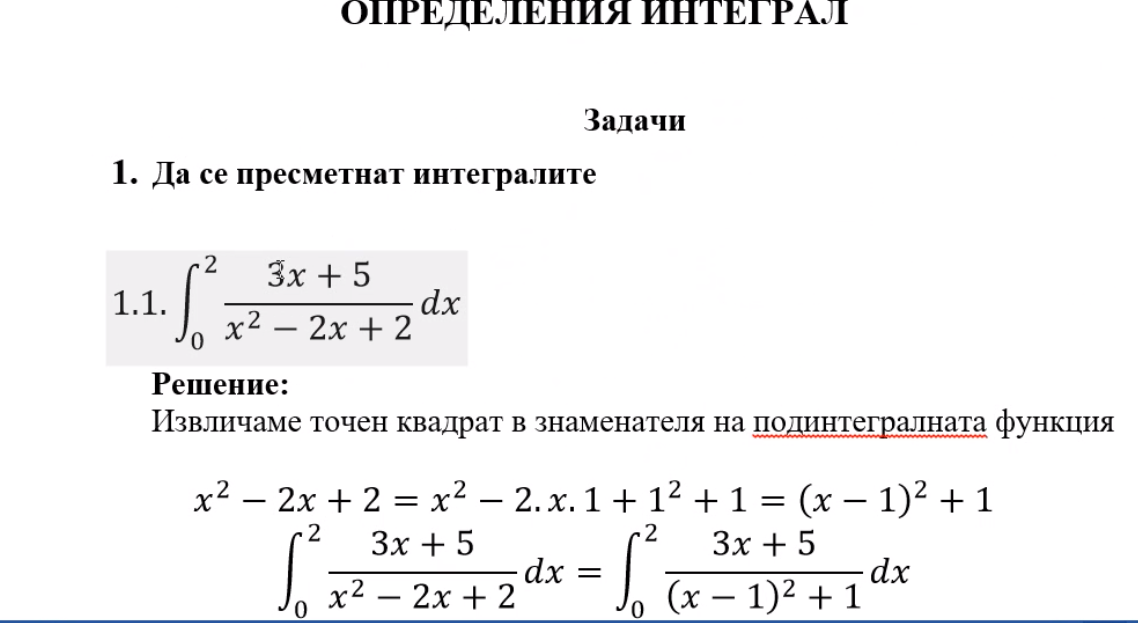 ОПРЕДЕЛЕНИЯ ИНТЕГРАЛ
Задачи
1. Да се пресметнат интегралите
1.1. ∫₀² (3x + 5)/(x² − 2x + 2) dx
Решение:
Извличаме точен квадрат в знаменателя на подинтегралната функция
x² − 2x + 2 = x² − 2.x.1 + 1² + 1 = (x − 1)² + 1
∫₀² (3x + 5)/(x² − 2x + 2) dx = ∫₀² (3x + 5)/((x − 1)² + 1) dx